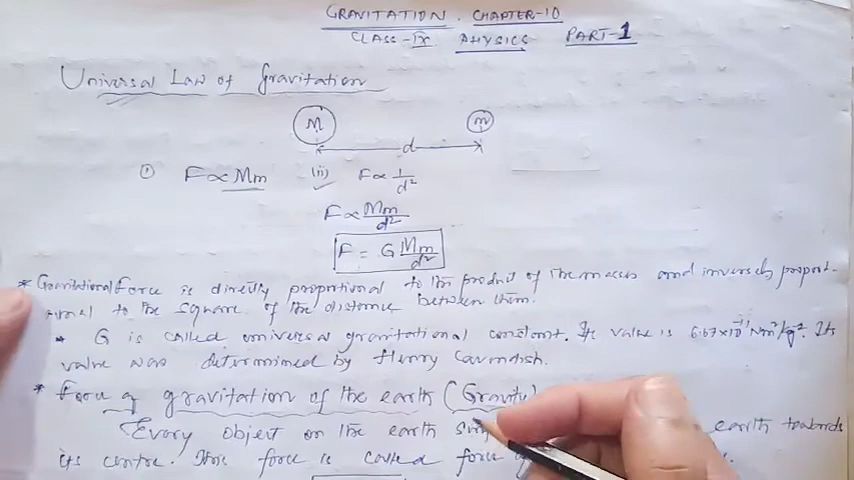 GRAVITATION. CHAPTER-10
CLASS-IX PHYSICS PART-1
Universal Law of Gravitation
M m
d
① F ∝ Mm (ii) F ∝ 1/d²
F ∝ Mm/d²
F = G Mm/d²
* Gravitational force is directly proportional to the product of the masses and inversely propor-
tional to the square of the distance between them.
* G is called universal gravitational constant. Its value is 6.67×10⁻¹¹ Nm²/kg². Its
value was determined by Henry Cavendish.
* Force of gravitation of the earth (Gravity)
Every object on the earth earth towards
its centre. This force is called force